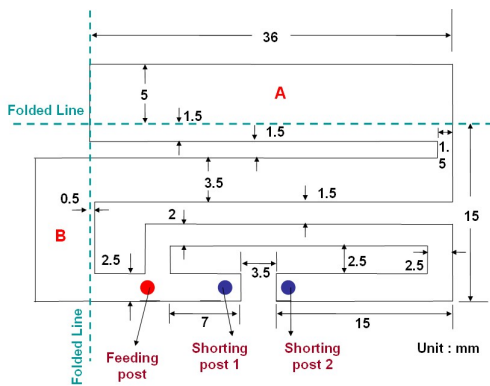 36
A
5
Folded Line
1.5
1.5
1.
5
3.5
1.5
0.5
15
B
2
2.5
3.5
2.5
2.5
7
15
Folded Line
Feeding
post
Shorting
post 1
Shorting
post 2
Unit : mm